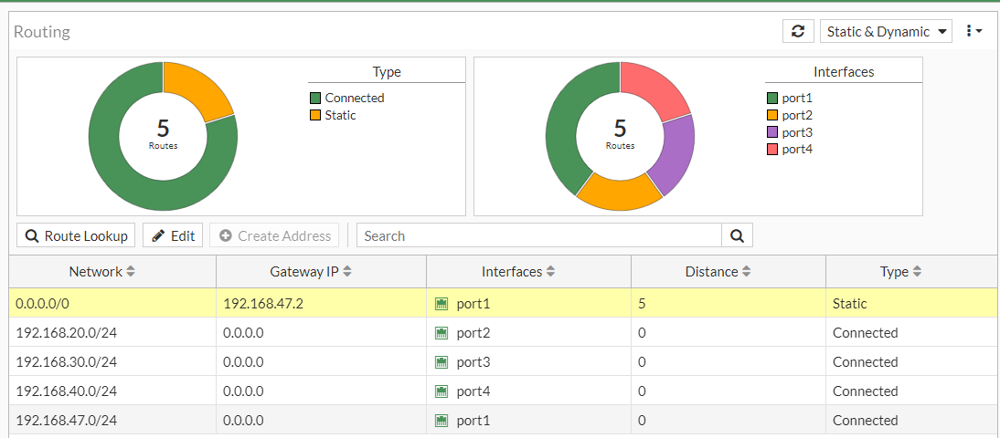 Routing
Static & Dynamic
Type
Connected
Static
5
Routes
Interfaces
port1
port2
port3
port4
5
Routes
Route Lookup Edit Create Address Search
Network Gateway IP Interfaces Distance Type
0.0.0.0/0 192.168.47.2 port1 5 Static
192.168.20.0/24 0.0.0.0 port2 0 Connected
192.168.30.0/24 0.0.0.0 port3 0 Connected
192.168.40.0/24 0.0.0.0 port4 0 Connected
192.168.47.0/24 0.0.0.0 port1 0 Connected